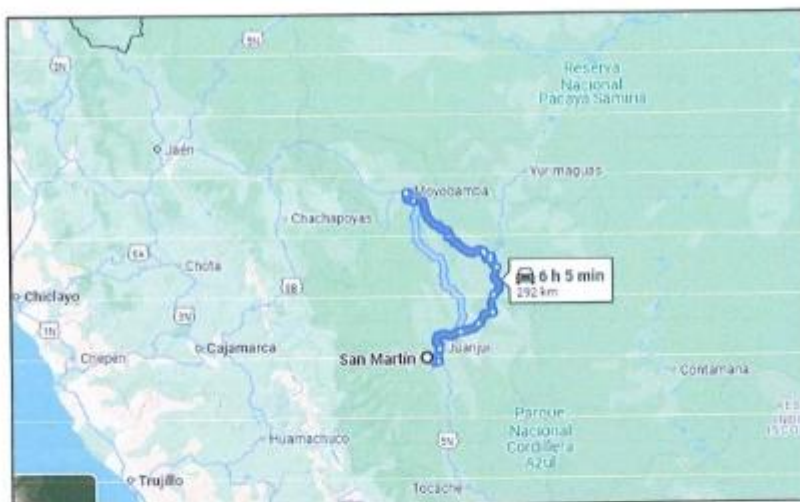 5N
2N
Reserva
Nacional
Pacaya Samiria
Jaén
Moyobamba
Yurimaguas
Chachapoyas
5A
Chota
8B
6 h 5 min
292 km
Chiclayo
3N
1N
Chepén
Cajamarca
San Martín
Juanjuí
Contamana
Parque
Nacional
Cordillera
Azul
Huamachuco
5N
Trujillo
Tocache